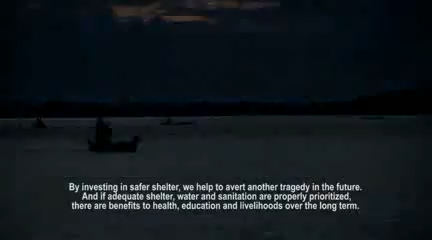 By investing in safer shelter, we help to avert another tragedy in the future.
And if adequate shelter, water and sanitation are properly prioritized,
there are benefits to health, education and livelihoods over the long term.